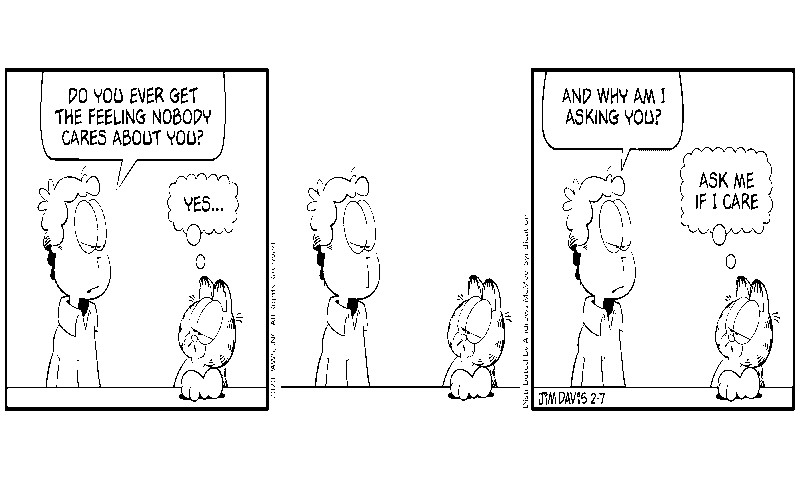 DO YOU EVER GET
THE FEELING NOBODY
CARES ABOUT YOU?
YES...
AND WHY AM I
ASKING YOU?
ASK ME
IF I CARE
JIM DAVIS 2-7